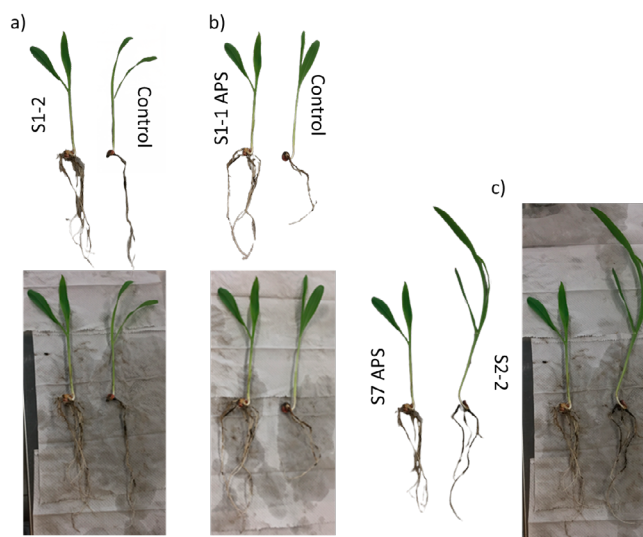 a)
S1-2
Control
b)
S1-1 APS
Control
c)
S7 APS
S2-2